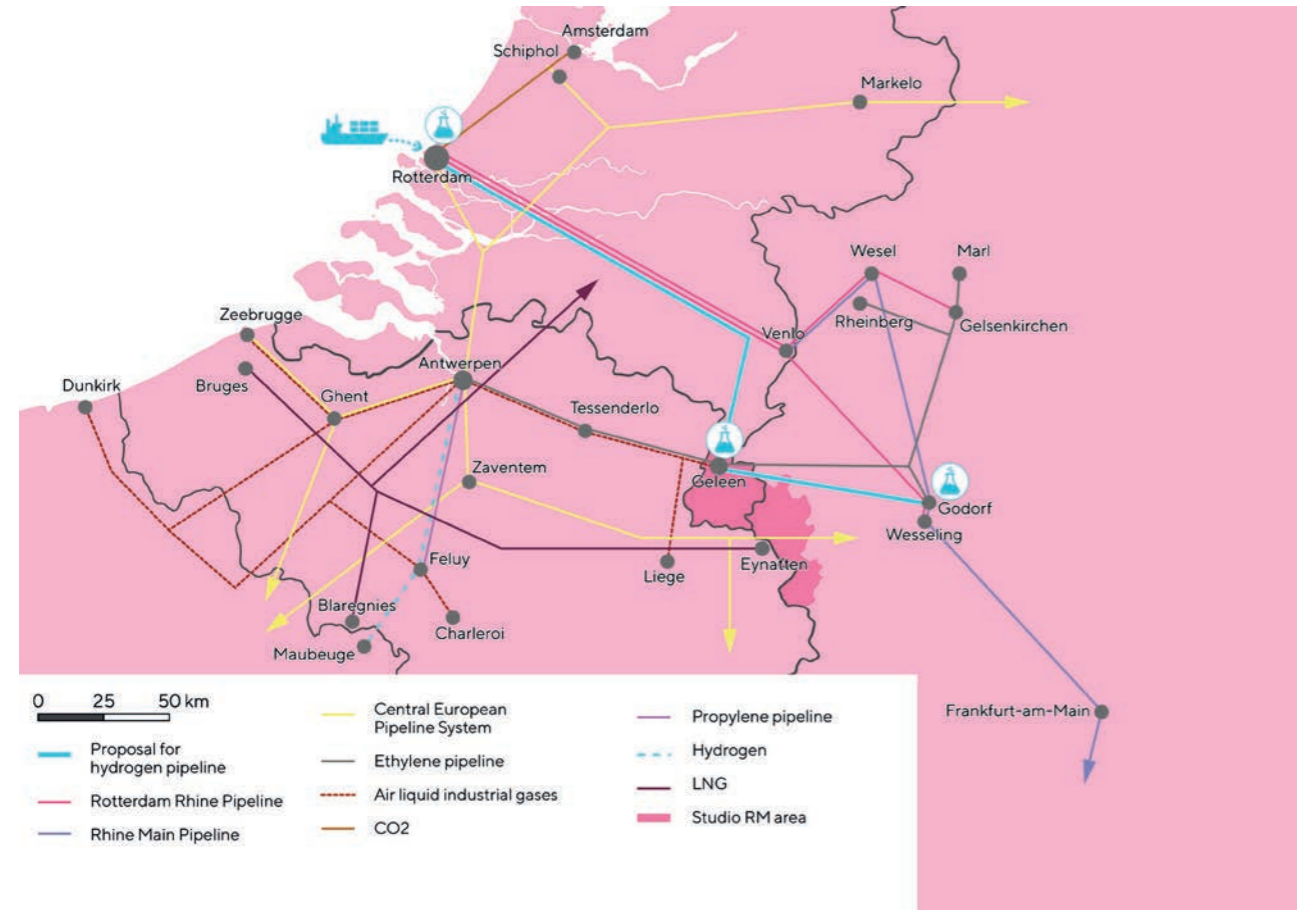 Amsterdam
Schiphol
Markelo
Rotterdam
Wesel
Marl
Zeebrugge
Rheinberg
Gelsenkirchen
Venlo
Antwerpen
Dunkirk
Bruges
Ghent
Tessenderlo
Zaventem
Geleen
Godorf
Wesseling
Feluy
Liege
Eynatten
Blaregnies
Charleroi
Maubeuge
Frankfurt-am-Main
0 25 50 km
Proposal for
hydrogen pipeline
Rotterdam Rhine Pipeline
Rhine Main Pipeline
Central European
Pipeline System
Ethylene pipeline
Air liquid industrial gases
CO2
Propylene pipeline
Hydrogen
LNG
Studio RM area